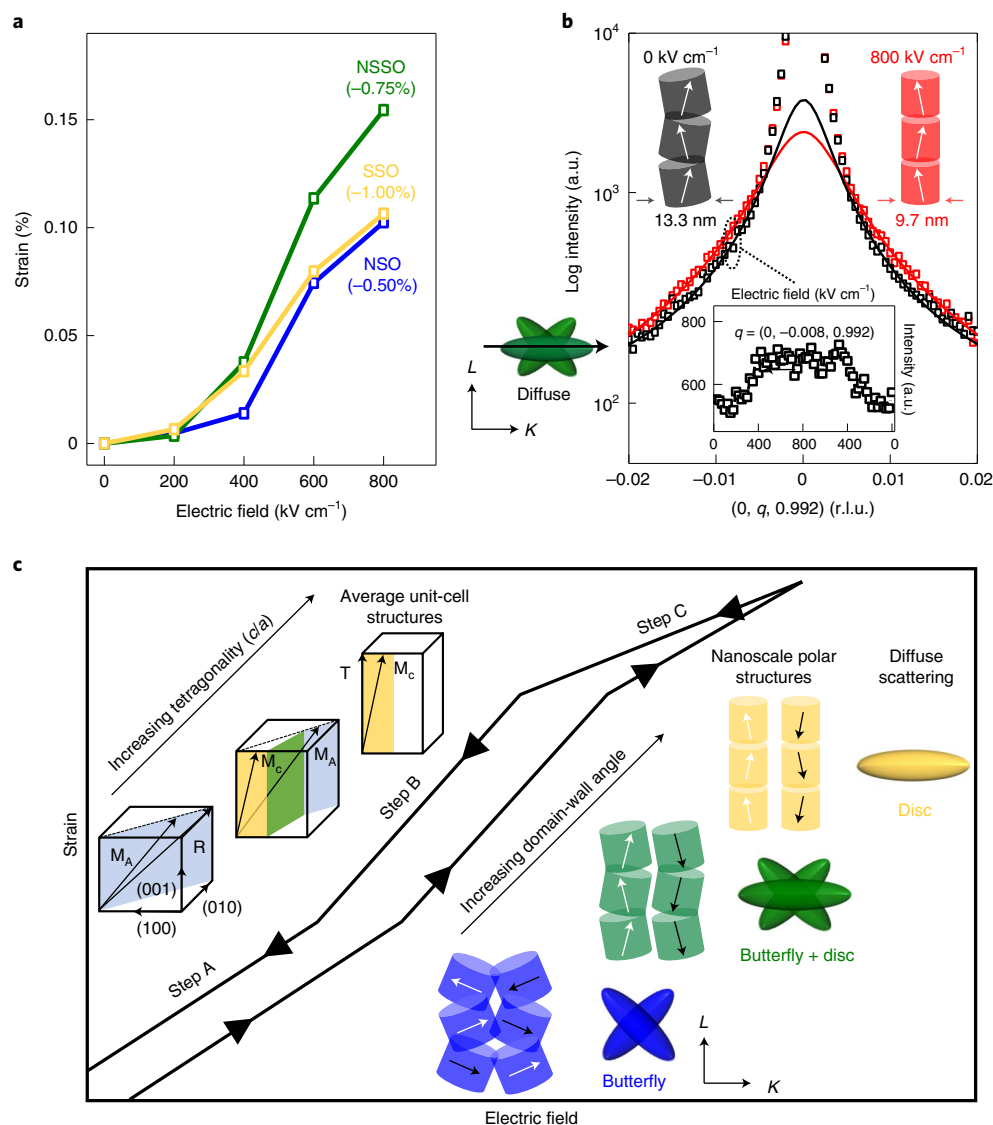 a
NSSO
(−0.75%)
SSO
(−1.00%)
NSO
(−0.50%)
0.15
0.10
0.05
0
Strain (%)
0
200
400
600
800
Electric field (kV cm−1)
L
K
Diffuse
b
0 kV cm−1
800 kV cm−1
13.3 nm
9.7 nm
104
103
102
Log intensity (a.u.)
Electric field (kV cm−1)
q = (0, −0.008, 0.992)
800
600
Intensity (a.u.)
0
400
800
400
0
−0.02
−0.01
0
0.01
0.02
(0, q, 0.992) (r.l.u.)
c
Increasing tetragonality (c/a)
Average unit-cell
structures
T
Mc
Mc
MA
MA
R
(001)
(010)
(100)
Step A
Step B
Step C
Increasing domain-wall angle
Nanoscale polar
structures
Diffuse
scattering
Disc
Butterfly + disc
Butterfly
L
K
Strain
Electric field